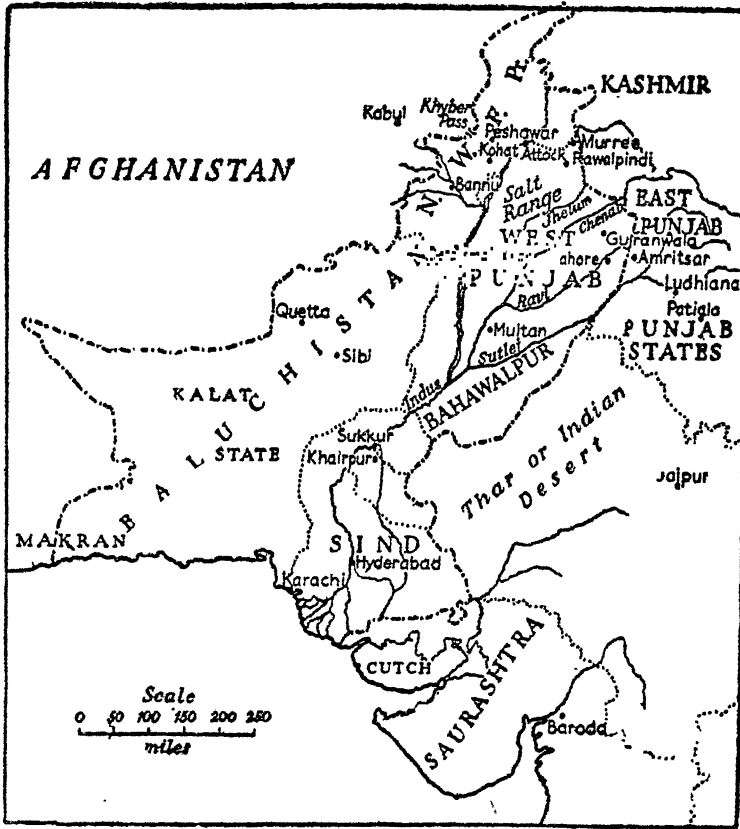 KASHMIR
N. W. F. Pr.
Kabul
Khyber
Pass
Peshawar
Murree
Kohat
Attock
Rawalpindi
AFGHANISTAN
Bannu
Salt
Range
Jhelum
Chenab
EAST
PUNJAB
WEST
PUNJAB
Gujranwala
ahore
Amritsar
Ludhiana
Patiala
PUNJAB
STATES
Ravi
Quetta
Multan
Sibi
Sutlej
Indus
BAHAWALPUR
KALAT
STATE
BALUCHISTAN
Sukkur
Khairpur
Thar or Indian
Desert
Jaipur
MAKRAN
SIND
Hyderabad
Karachi
CUTCH
SAURASHTRA
Baroda
Scale
0 50 100 150 200 250
miles